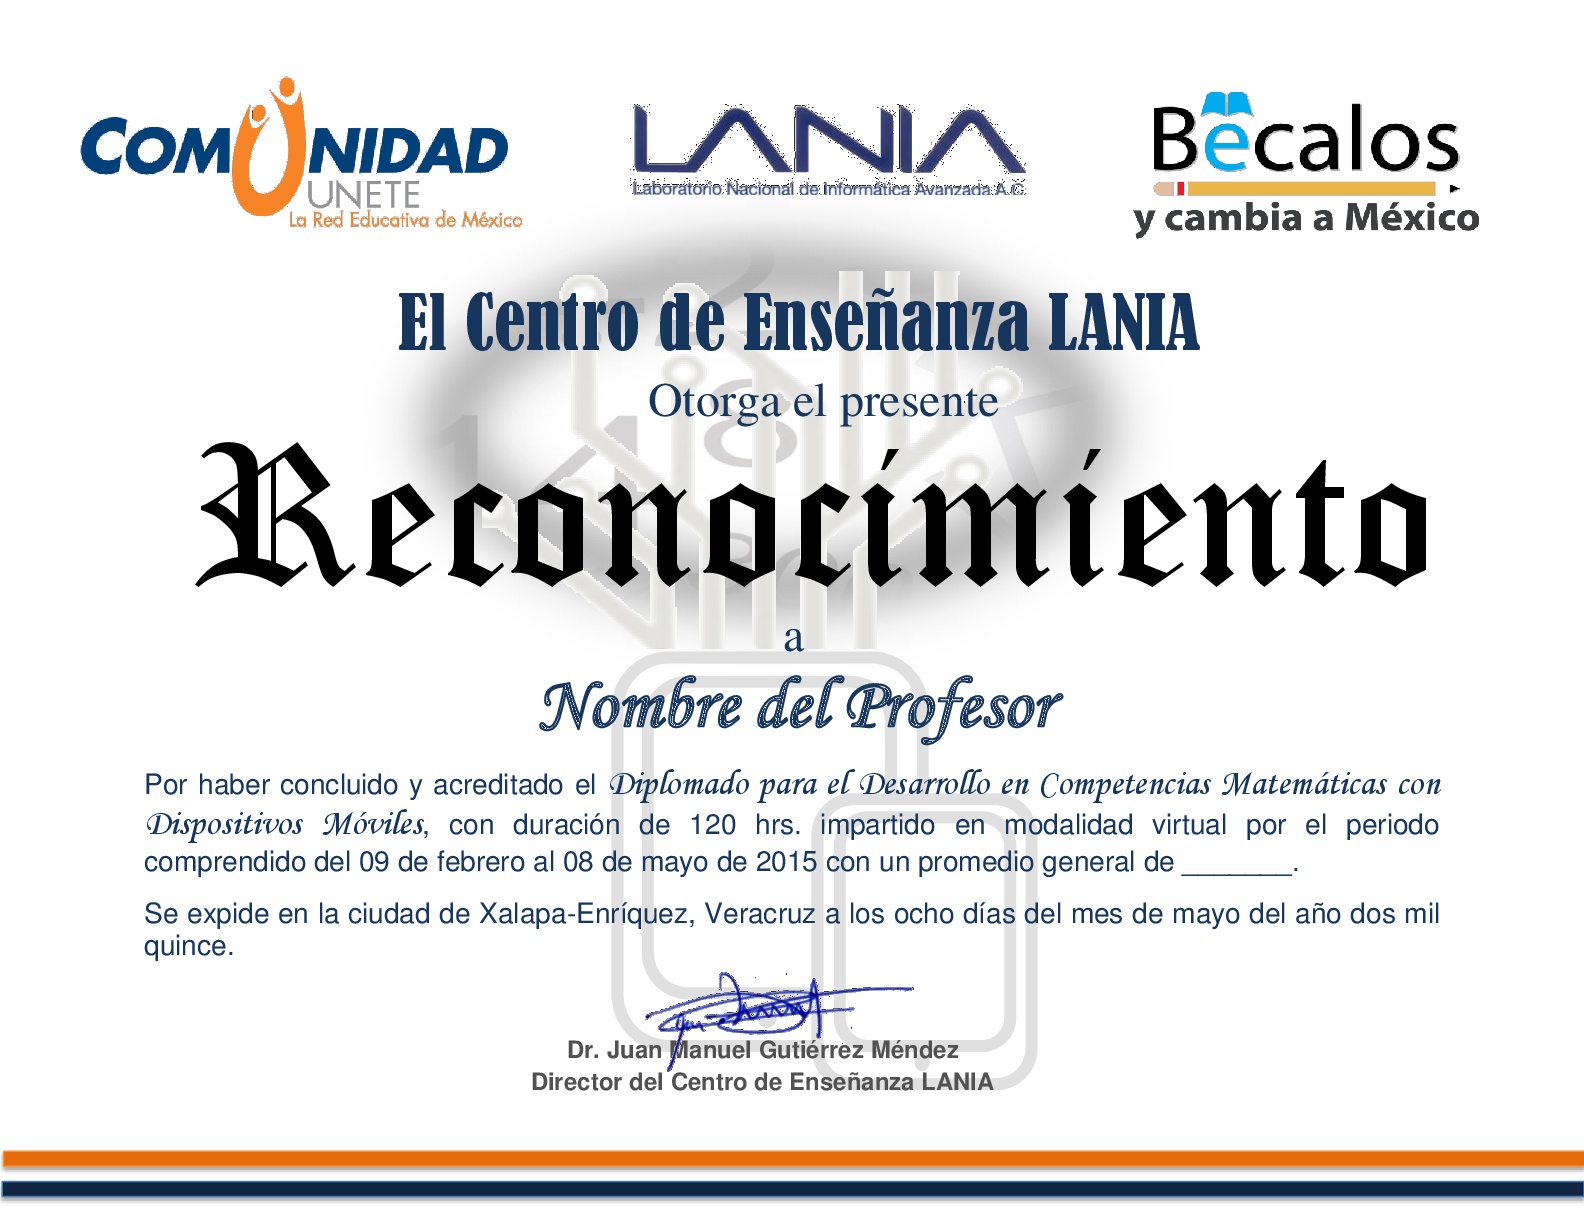 COMUNIDAD
UNETE
La Red Educativa de México
LANIA
Laboratorio Nacional de Informática Avanzada A.C.
Bécalos
y cambia a México
El Centro de Enseñanza LANIA
Otorga el presente
Reconocimiento
a
Nombre del Profesor
Por haber concluido y acreditado el Diplomado para el Desarrollo en Competencias Matemáticas con
Dispositivos Móviles, con duración de 120 hrs. impartido en modalidad virtual por el periodo
comprendido del 09 de febrero al 08 de mayo de 2015 con un promedio general de _______.
Se expide en la ciudad de Xalapa-Enríquez, Veracruz a los ocho días del mes de mayo del año dos mil
quince.
Dr. Juan Manuel Gutiérrez Méndez
Director del Centro de Enseñanza LANIA